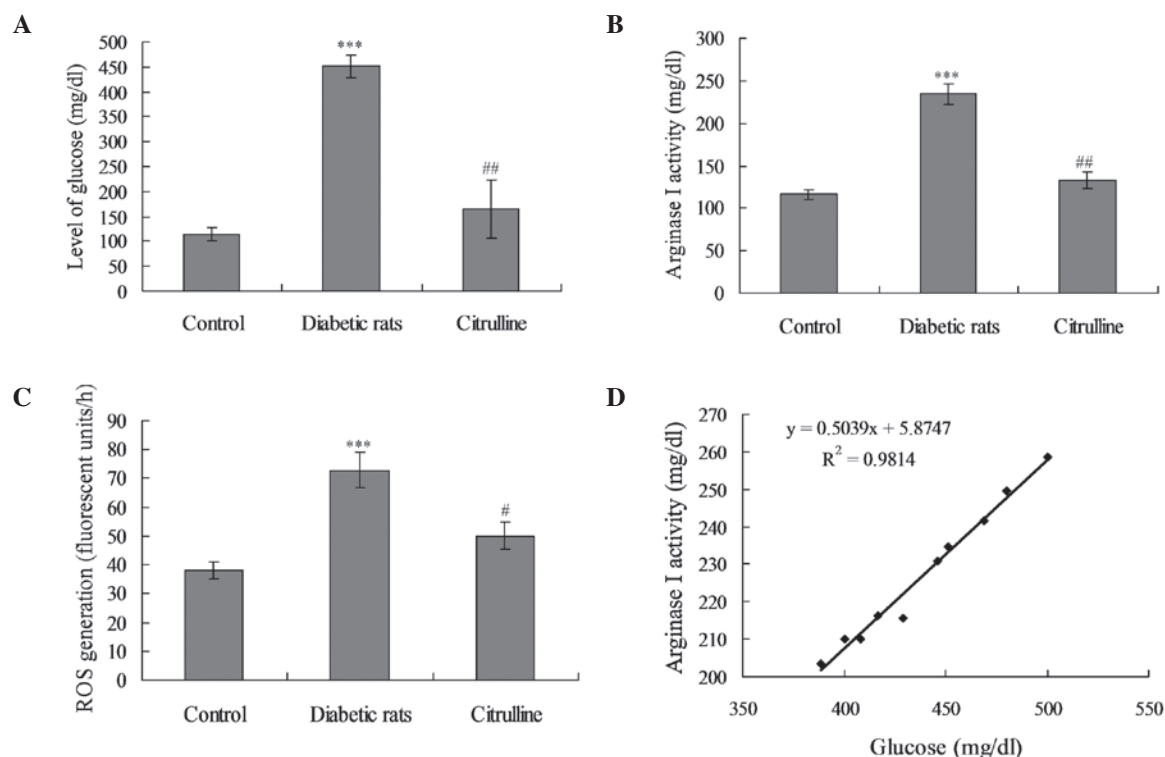 A
Level of glucose (mg/dl)
500
450
400
350
300
250
200
150
100
50
0
***
##
Control Diabetic rats Citrulline
B
Arginase I activity (mg/dl)
300
250
200
150
100
50
0
***
##
Control Diabetic rats Citrulline
C
ROS generation (fluorescent units/h)
90
80
70
60
50
40
30
20
10
0
***
#
Control Diabetic rats Citrulline
D
Arginase I activity (mg/dl)
270
260
250
240
230
220
210
200
y = 0.5039x + 5.8747
R² = 0.9814
350 400 450 500 550
Glucose (mg/dl)